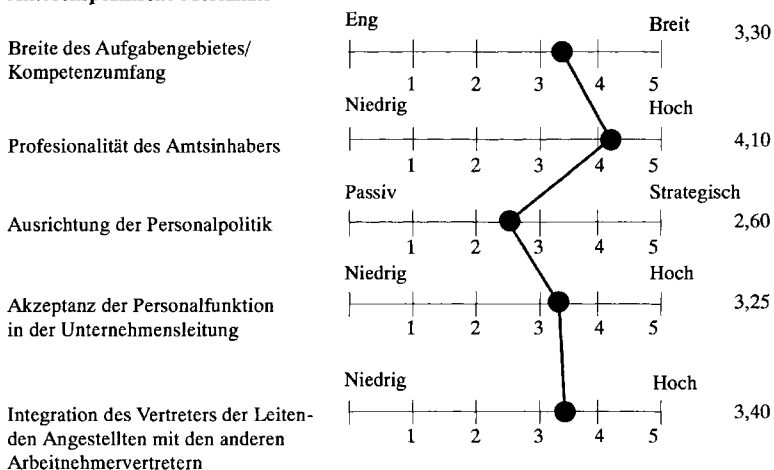 Eng Breit 3,30
Breite des Aufgabengebietes/
Kompetenzumfang
1 2 3 4 5
Niedrig Hoch
Profesionalität des Amtsinhabers 4,10
1 2 3 4 5
Passiv Strategisch
Ausrichtung der Personalpolitik 2,60
1 2 3 4 5
Niedrig Hoch
Akzeptanz der Personalfunktion 3,25
in der Unternehmensleitung
1 2 3 4 5
Niedrig Hoch
Integration des Vertreters der Leiten- 3,40
den Angestellten mit den anderen
Arbeitnehmervertretern
1 2 3 4 5